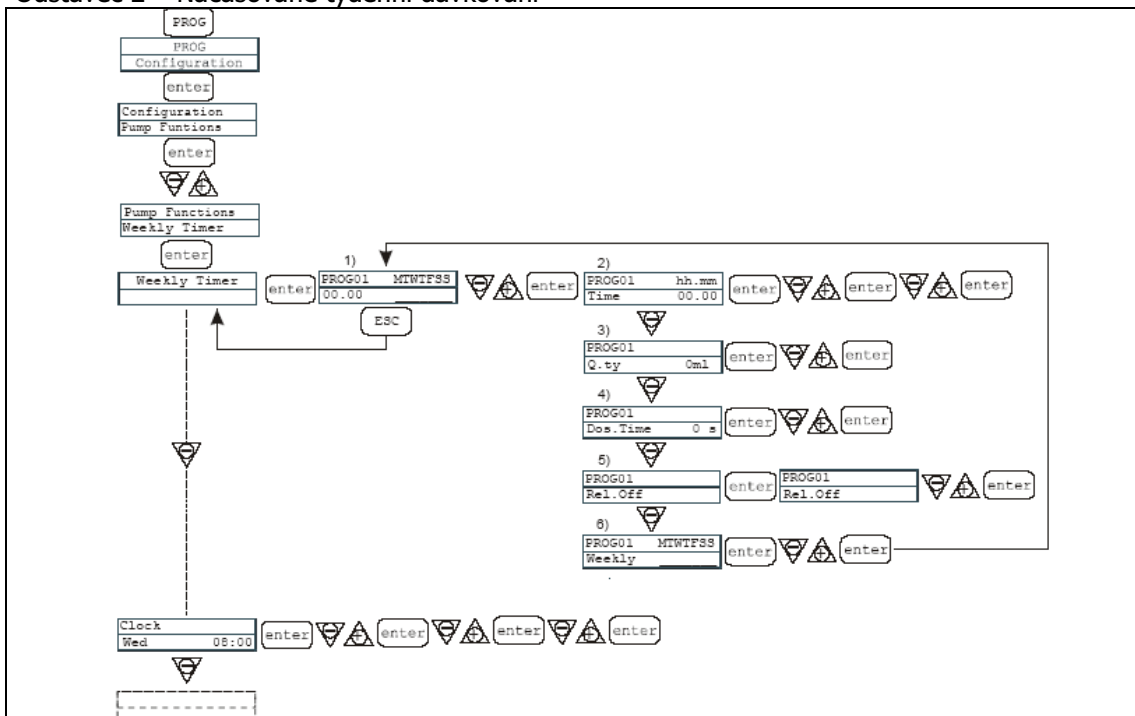 Odstavec 2 – Načasované týdenní dávkování
PROG
PROG
Configuration
enter
Configuration
Pump Funtions
enter
Pump Functions
Weekly Timer
enter
Weekly Timer
enter
1)
PROG01 MTWTFSS
00.00
enter
ESC
2)
PROG01 hh.mm
Time 00.00
enter
enter
enter
3)
PROG01
Q.ty 0ml
enter
enter
4)
PROG01
Dos.Time 0 s
enter
enter
5)
PROG01
Rel.Off
enter
PROG01
Rel.Off
enter
6)
PROG01 MTWTFSS
Weekly
enter
enter
Clock
Wed 08:00
enter
enter
enter
enter